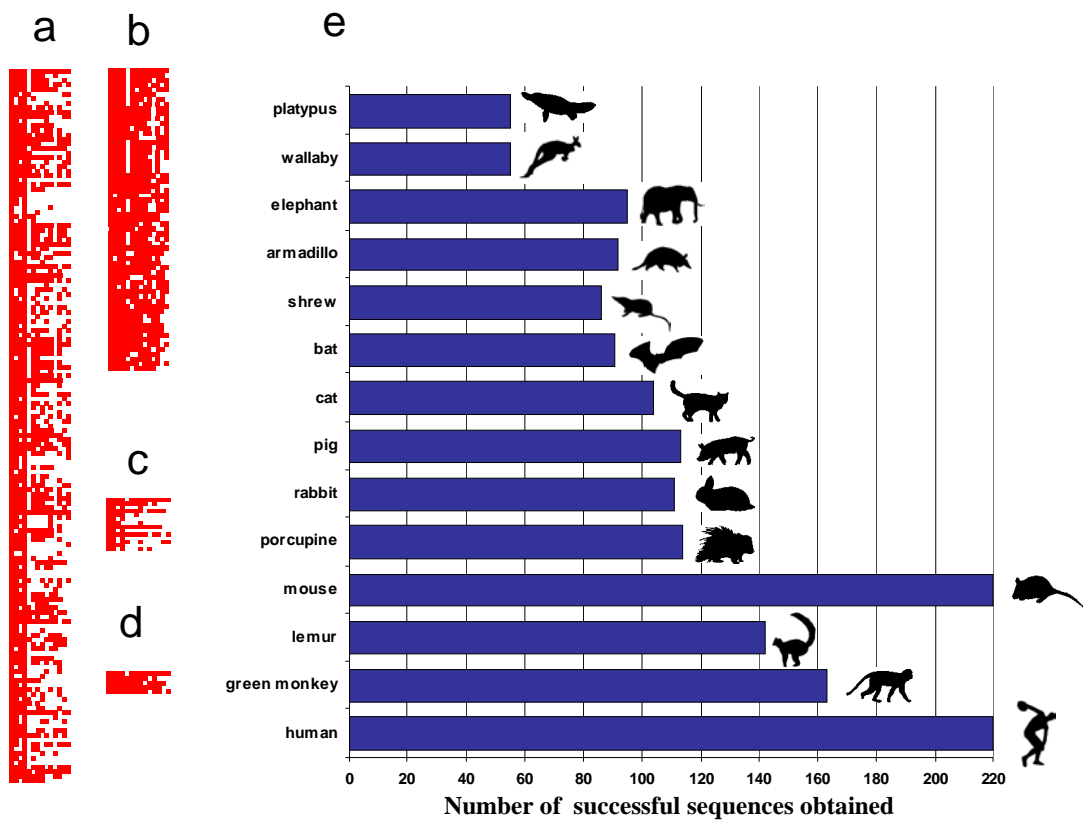 a
b
e
platypus
wallaby
elephant
armadillo
shrew
bat
cat
pig
c
rabbit
porcupine
mouse
d
lemur
green monkey
human
0 20 40 60 80 100 120 140 160 180 200 220
Number of successful sequences obtained